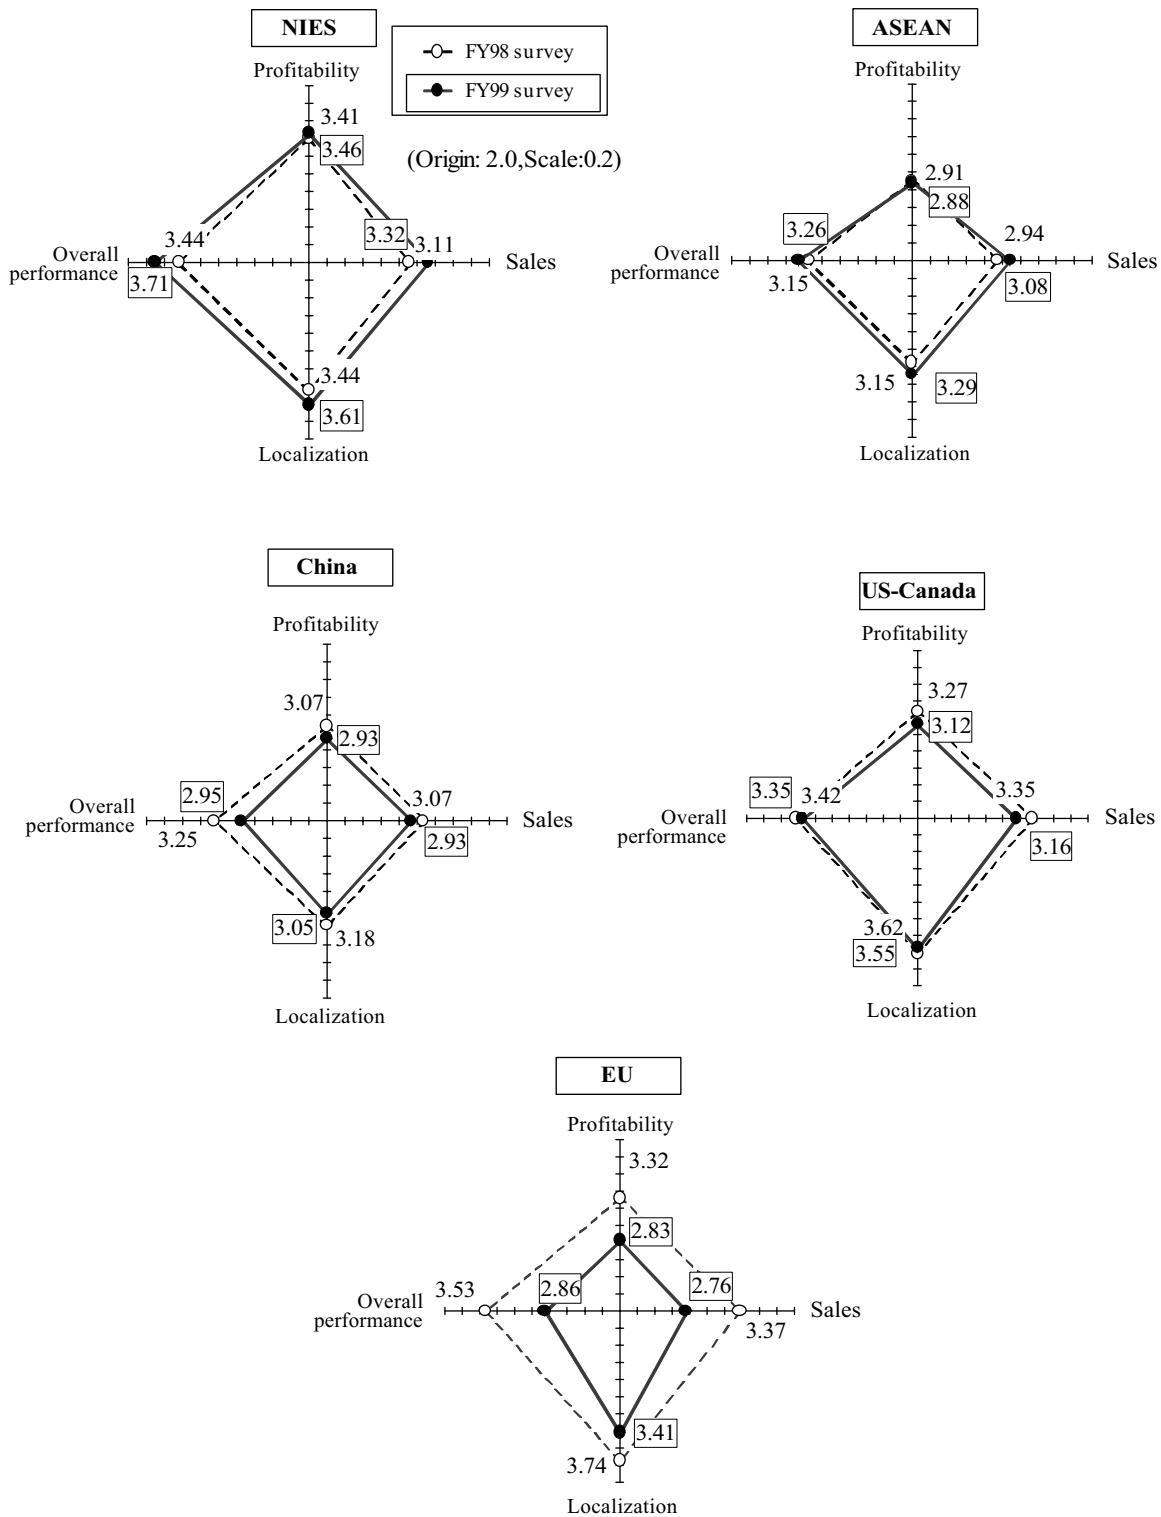 NIES
FY98 survey
FY99 survey
(Origin: 2.0,Scale:0.2)
Profitability
3.41
3.46
3.32
3.11
Sales
3.44
Overall
performance
3.71
3.44
3.61
Localization
ASEAN
Profitability
2.91
2.88
3.26
2.94
Overall
performance
Sales
3.15
3.08
3.15
3.29
Localization
China
Profitability
3.07
2.93
2.95
3.07
Overall
performance
Sales
3.25
2.93
3.05
3.18
Localization
US-Canada
Profitability
3.27
3.12
3.35
3.42
3.35
Overall
performance
Sales
3.16
3.62
3.55
Localization
EU
Profitability
3.32
2.83
3.53
2.86
2.76
Overall
performance
Sales
3.37
3.41
3.74
Localization